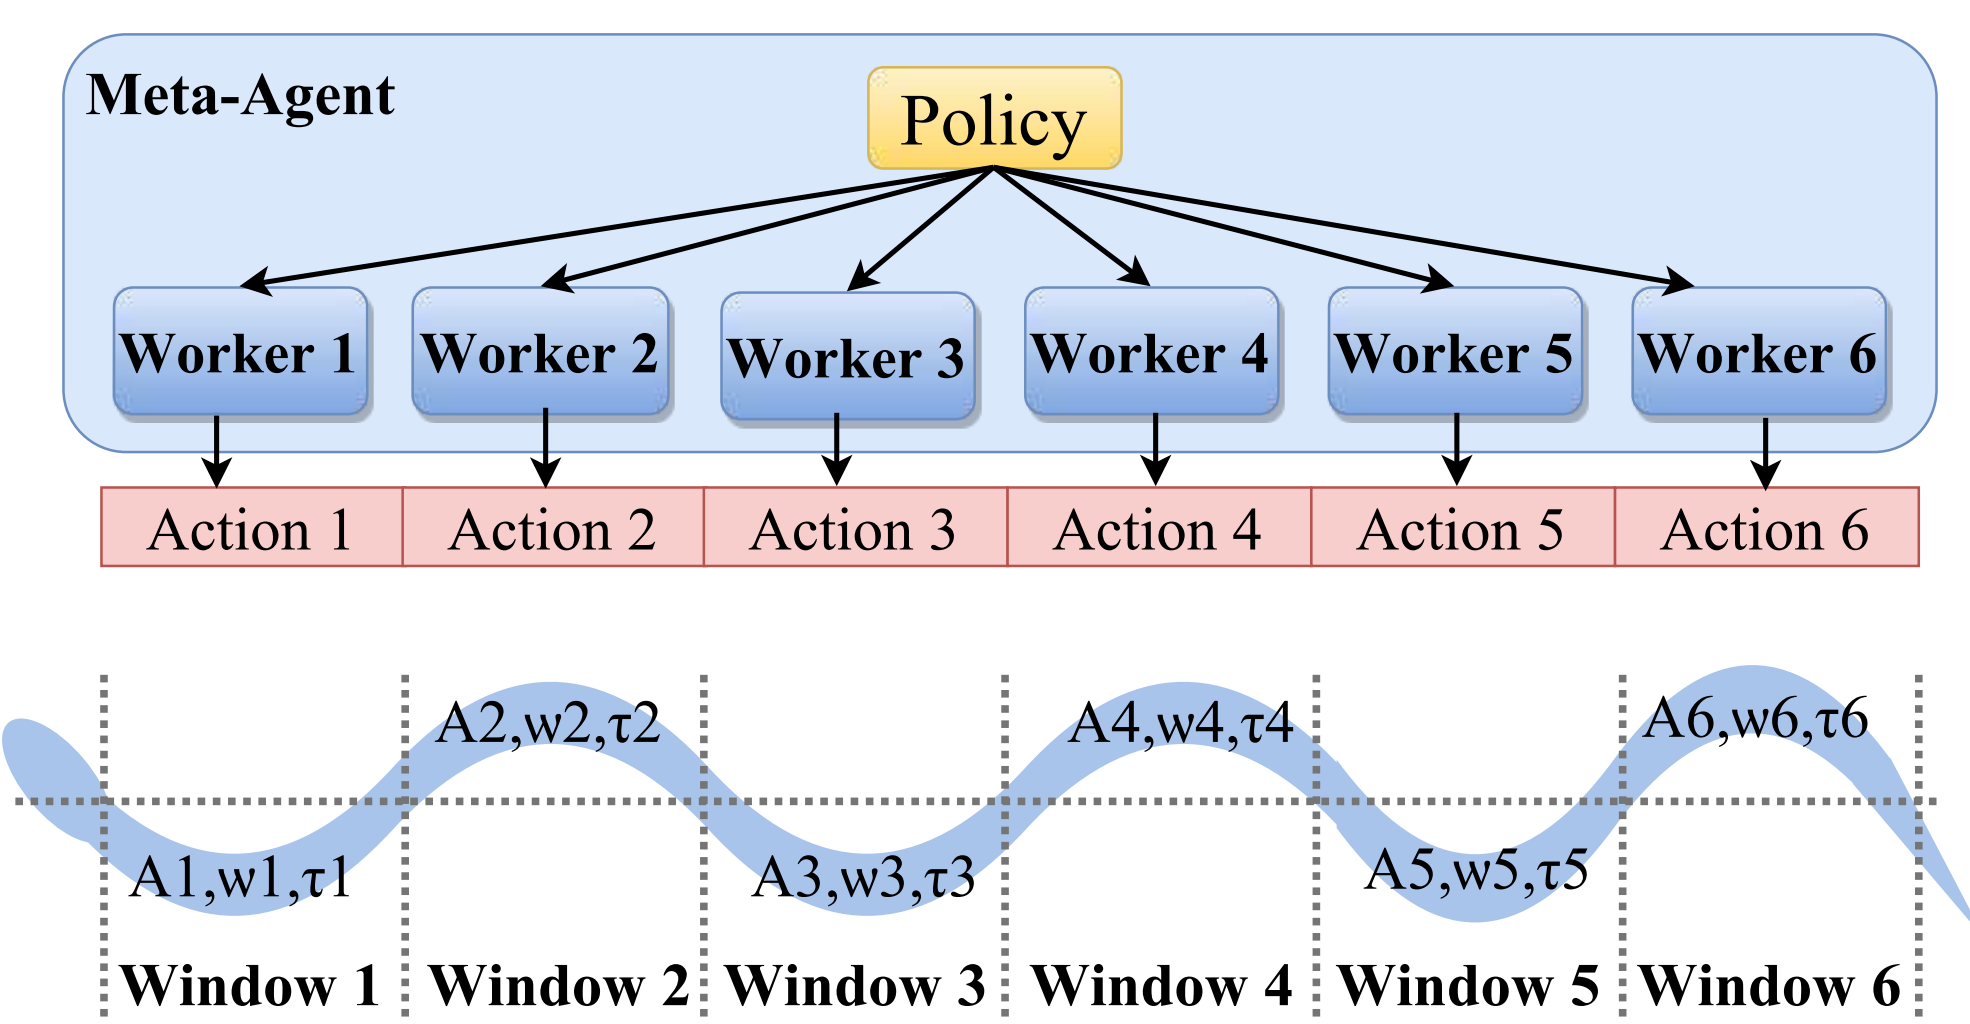 Meta-Agent
Policy
Worker 1
Worker 2
Worker 3
Worker 4
Worker 5
Worker 6
Action 1
Action 2
Action 3
Action 4
Action 5
Action 6
A1,w1,τ1
A2,w2,τ2
A3,w3,τ3
A4,w4,τ4
A5,w5,τ5
A6,w6,τ6
Window 1
Window 2
Window 3
Window 4
Window 5
Window 6